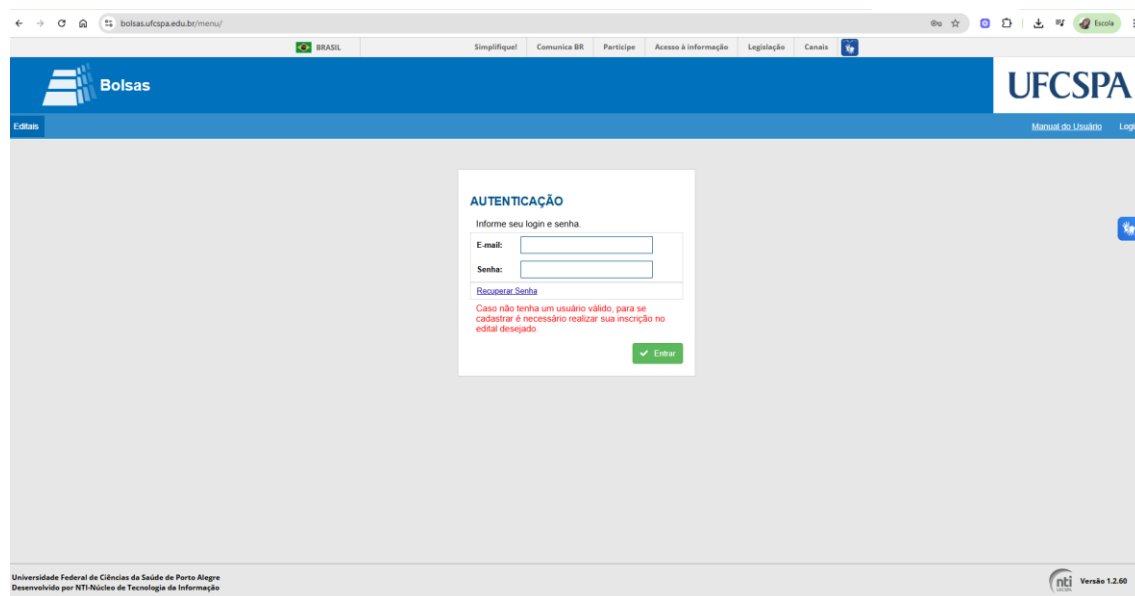 bolsas.ufcspa.edu.br/menu/
Escola
BRASIL
Simplifique!
Comunica BR
Participe
Acesso à informação
Legislação
Canais
Bolsas
UFCSPA
Editais
Manual do Usuário
AUTENTICAÇÃO
Informe seu login e senha.
E-mail:
Senha:
Recuperar Senha
Caso não tenha um usuário válido, para se
cadastrar é necessário realizar sua inscrição no
edital desejado.
Entrar
Universidade Federal de Ciências da Saúde de Porto Alegre
Desenvolvido por NTI-Núcleo de Tecnologia da Informação
nti
Versão 1.2.60